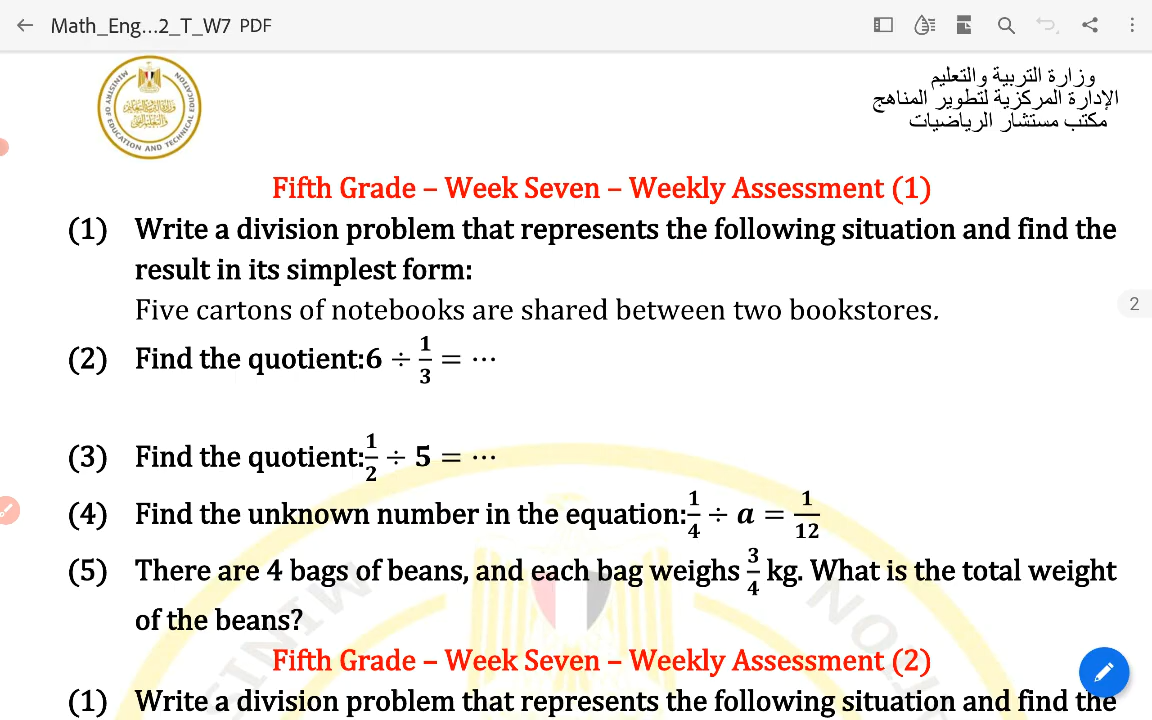 Math_Eng...2_T_W7 PDF
وزارة التربية والتعليم
الإدارة المركزية لتطوير المناهج
مكتب مستشار الرياضيات
MINISTRY OF EDUCATION AND TECHNICAL EDUCATION
Fifth Grade – Week Seven – Weekly Assessment (1)
(1) Write a division problem that represents the following situation and find the
result in its simplest form:
Five cartons of notebooks are shared between two bookstores.
2
(2) Find the quotient:6 ÷ 1/3 = ⋯
(3) Find the quotient:1/2 ÷ 5 = ⋯
(4) Find the unknown number in the equation:1/4 ÷ a = 1/12
(5) There are 4 bags of beans, and each bag weighs 3/4 kg. What is the total weight
of the beans?
Fifth Grade – Week Seven – Weekly Assessment (2)
(1) Write a division problem that represents the following situation and find the